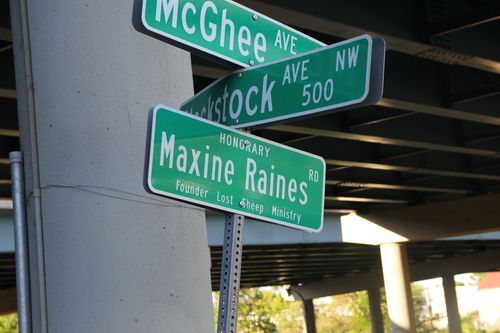 McGhee AVE
AVE NW
500
HONORARY
Maxine Raines RD
Founder Lost Sheep Ministry